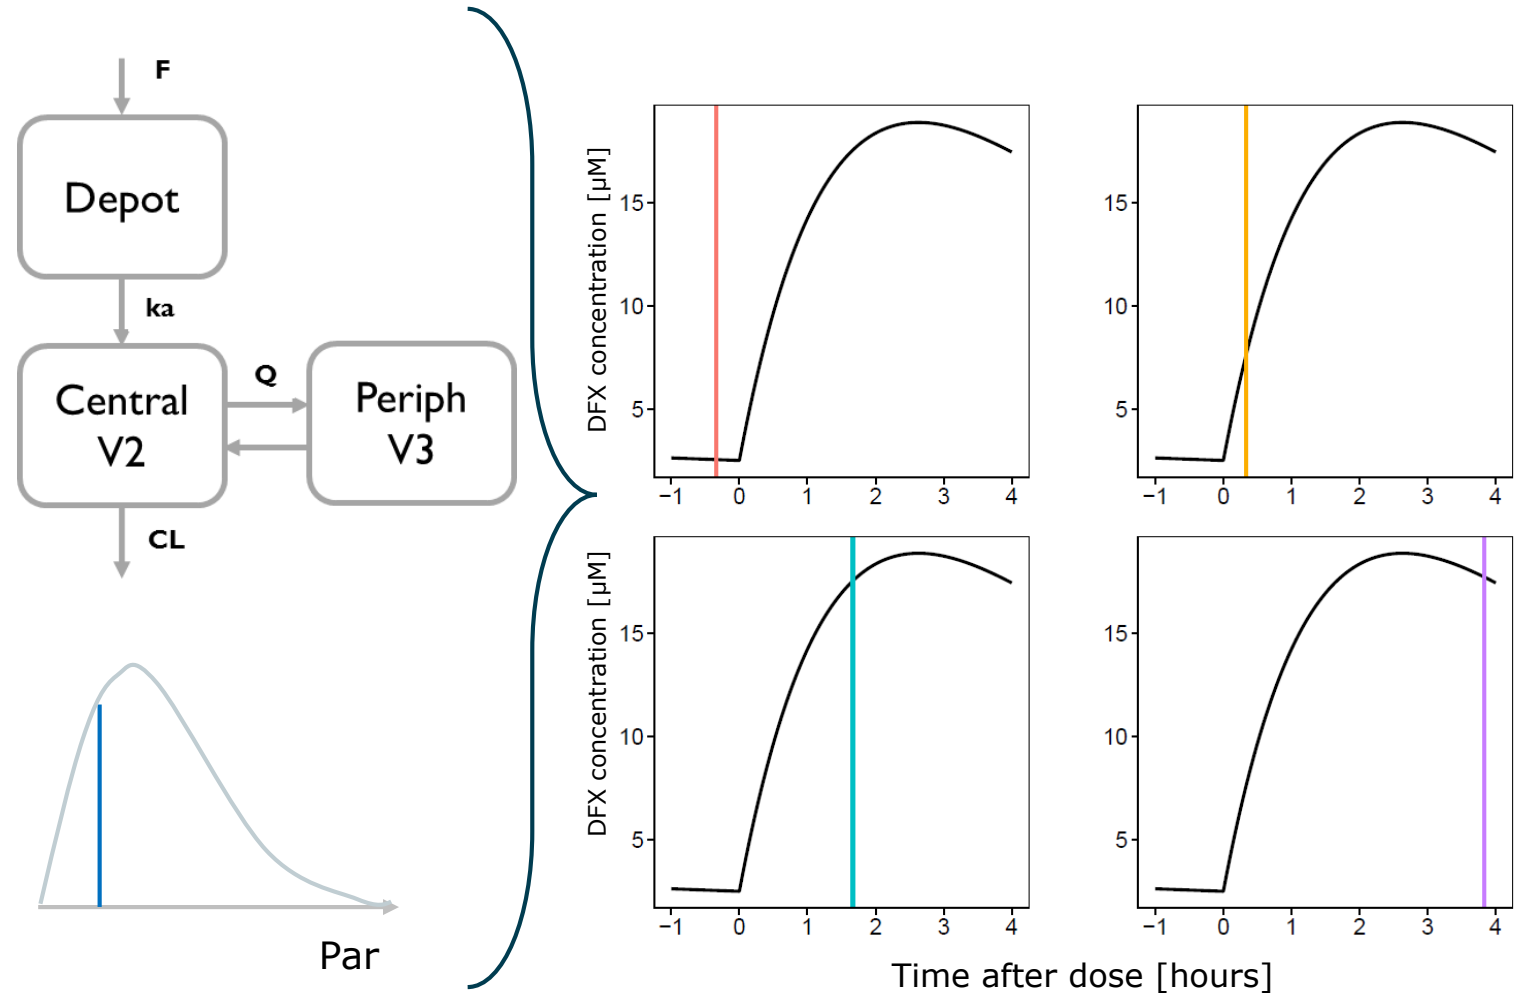 F
Depot
ka
Central
V2
Q
Periph
V3
CL
Par
DFX concentration [µM]
15
10
5
−1 0 1 2 3 4
15
10
5
−1 0 1 2 3 4
DFX concentration [µM]
15
10
5
−1 0 1 2 3 4
15
10
5
−1 0 1 2 3 4
Time after dose [hours]